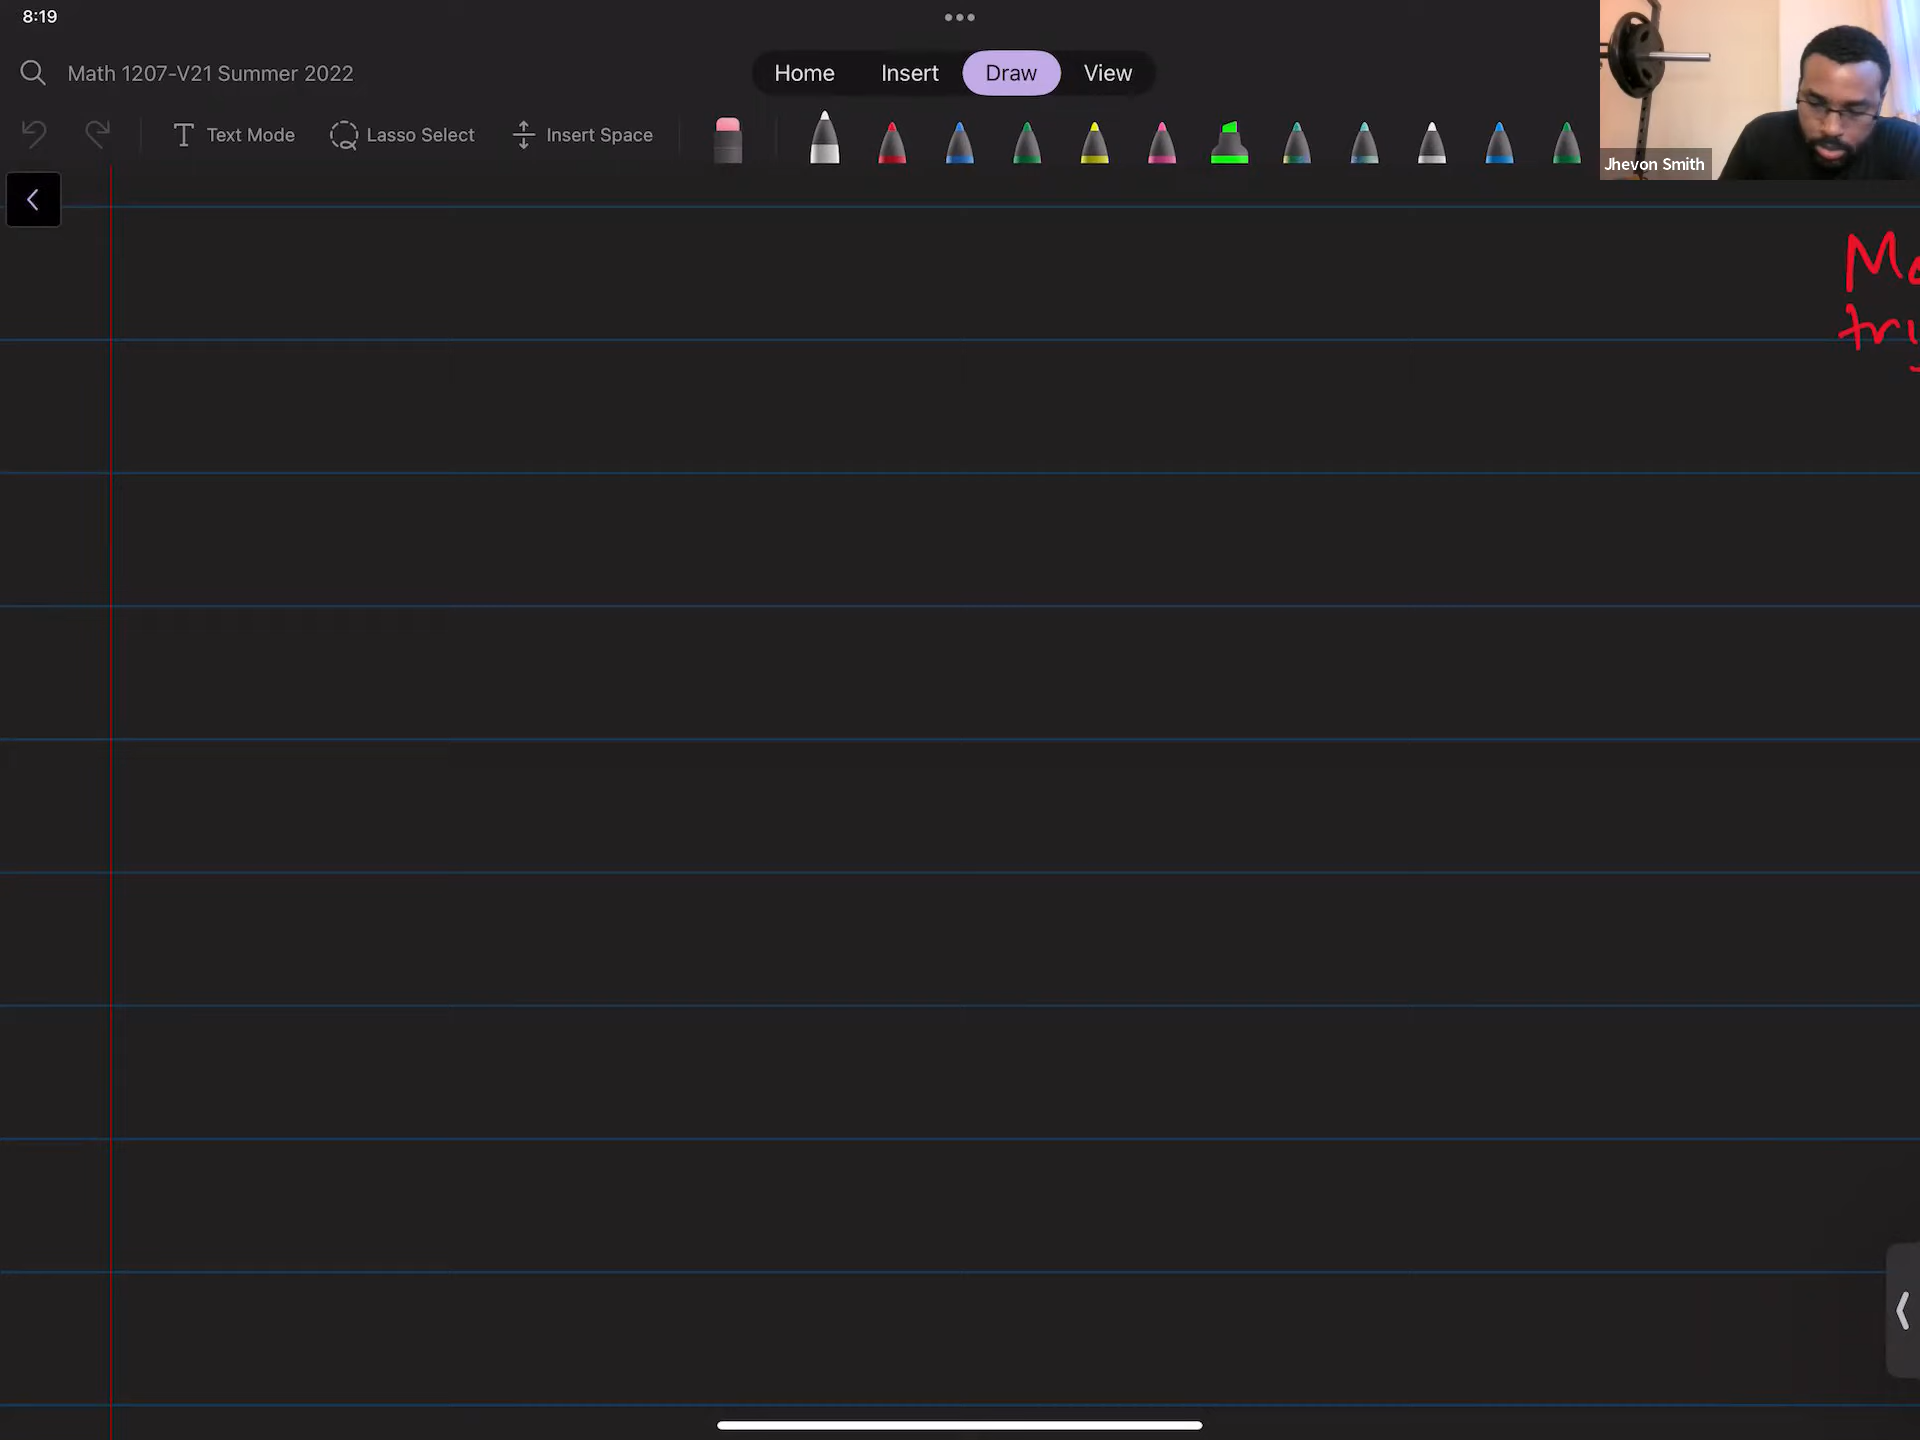 8:19
Math 1207-V21 Summer 2022
Home Insert Draw View
Text Mode Lasso Select Insert Space
Jhevon Smith